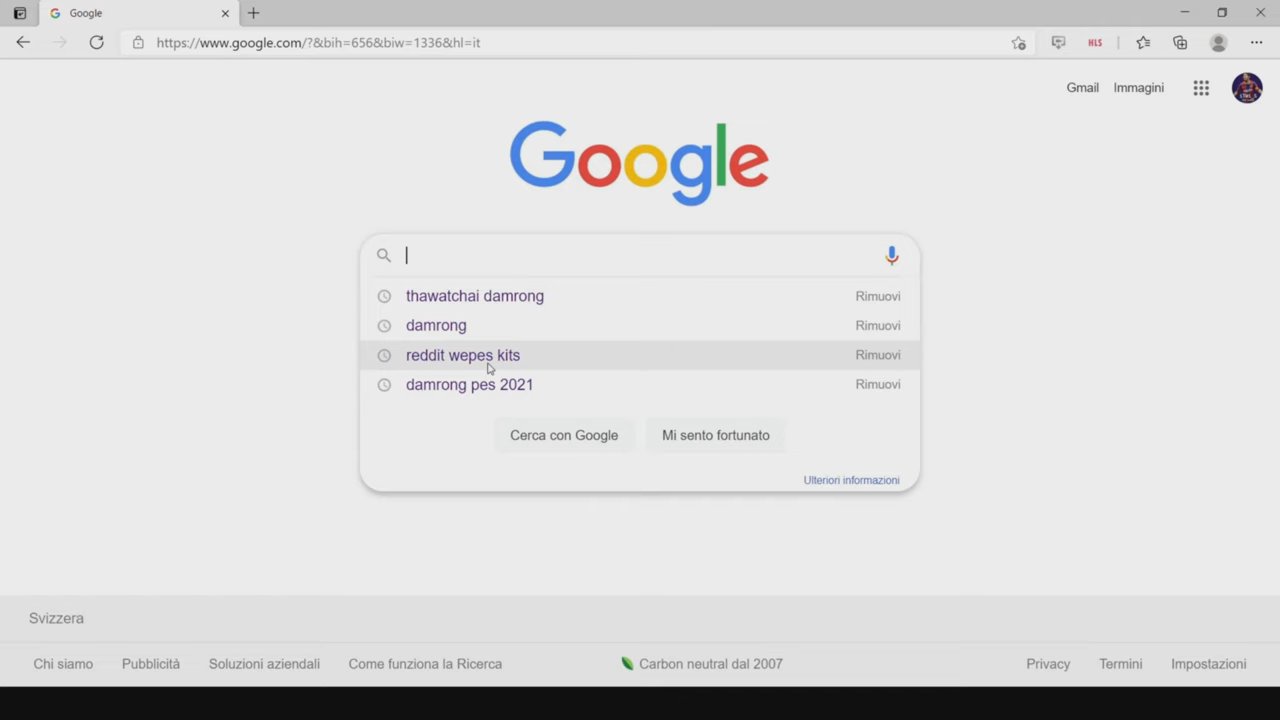 Google
https://www.google.com/?&bih=656&biw=1336&hl=it
HLS
Gmail Immagini
Google
thawatchai damrong Rimuovi
damrong Rimuovi
reddit wepes kits Rimuovi
damrong pes 2021 Rimuovi
Cerca con Google Mi sento fortunato
Ulteriori informazioni
Svizzera
Chi siamo Pubblicità Soluzioni aziendali Come funziona la Ricerca Carbon neutral dal 2007 Privacy Termini Impostazioni